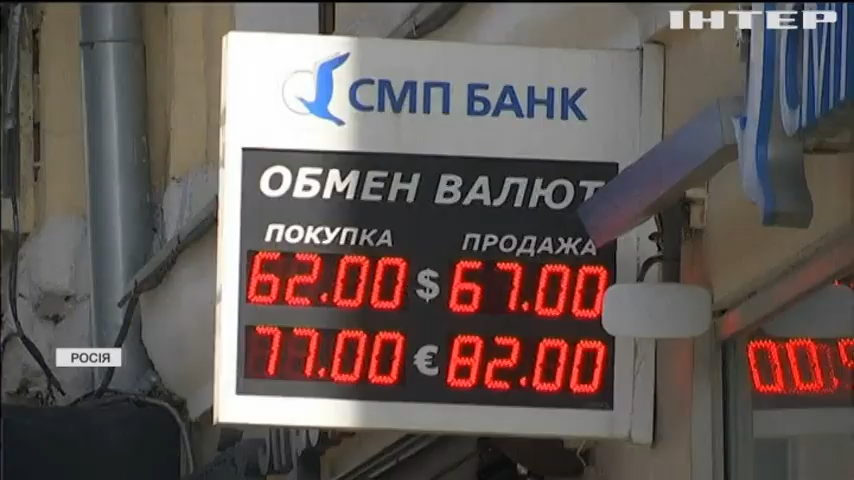 ІНТЕР
СМП БАНК
ОБМЕН ВАЛЮТ
ПОКУПКА ПРОДАЖА
62.00 $ 67.00
77.00 € 82.00
РОСІЯ